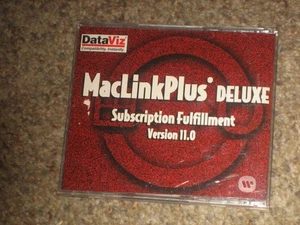 DataViz
Compatibility. Instantly.
MacLinkPlus® DELUXE
Subscription Fulfillment
Version 11.0